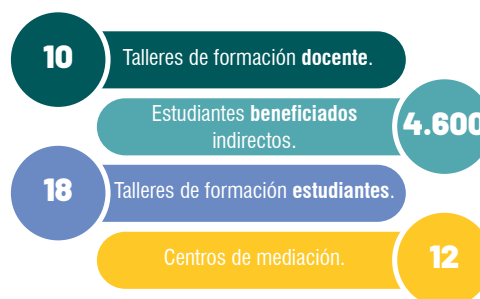 10
Talleres de formación docente.
Estudiantes beneficiados
indirectos.
4.600
18
Talleres de formación estudiantes.
Centros de mediación.
12